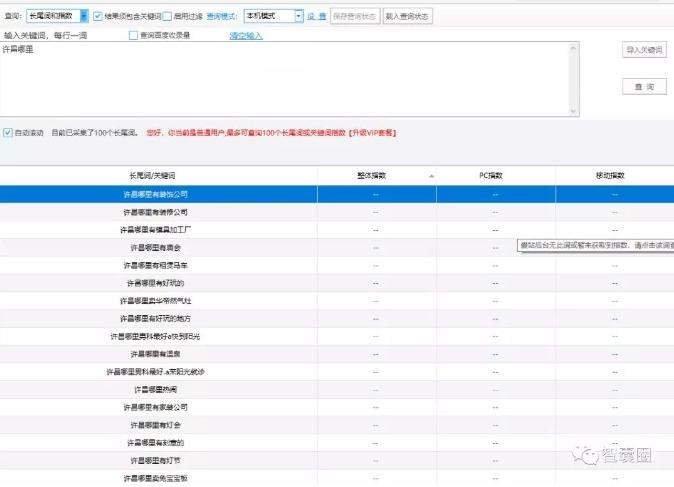 查询: 长尾词和指数 结果须包含关键词 启用过滤 查询模式: 本机模式 设 置 保存查询状态 载入查询状态
输入关键词，每行一词 查询百度收录量 清空输入
许昌哪里
导入关键词
查 询
自动滚动 目前已采集了100个长尾词。 您好，你当前是普通用户,最多可查询100个长尾词或关键词指数【升级VIP套餐】
长尾词/关键词 整体指数 PC指数 移动指数
许昌哪里有装饰公司 -- -- --
许昌哪里有装修公司 -- -- --
许昌哪里有模具加工厂 -- -- --
许昌哪里有庙会 -- -- --
爱站后台无此词或暂未获取到指数，请点击该词查
许昌哪里有租赁马车 -- -- --
许昌哪里有好玩的 -- -- --
许昌哪里卖华帝燃气灶 -- -- --
许昌哪里有好玩的地方 -- -- --
许昌哪里男科最好a快到阳光 -- -- --
许昌哪里有温泉 -- -- --
许昌哪里男科最好.a来阳光就诊 -- -- --
许昌哪里热闹 -- -- --
许昌哪里有家装公司 -- -- --
许昌哪里有灯会 -- -- --
许昌哪里有刻章的 -- -- --
许昌哪里有灯节 -- -- --
许昌哪里卖兔宝宝板 -- -- --
智囊圈